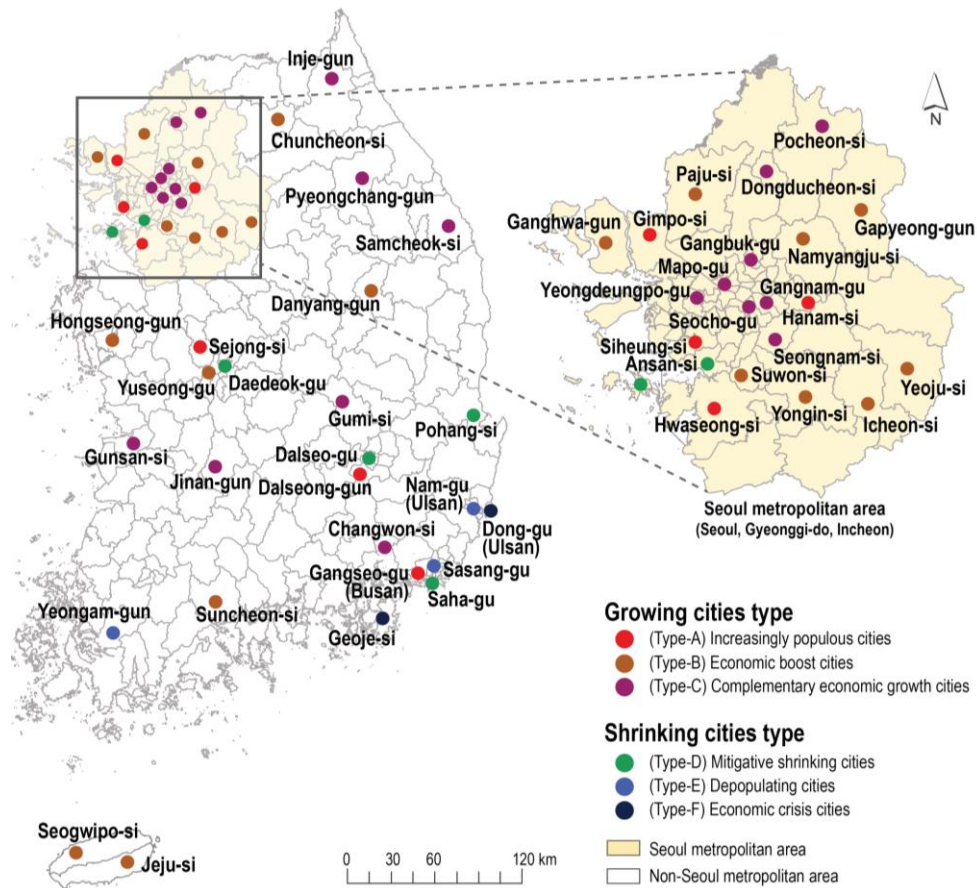 Inje-gun
Chuncheon-si
Pyeongchang-gun
Samcheok-si
Danyang-gun
Hongseong-gun
Sejong-si
Yuseong-gu
Daedeok-gu
Gumi-si
Pohang-si
Gunsan-si
Dalseo-gu
Jinan-gun
Dalseong-gun
Nam-gu
(Ulsan)
Dong-gu
(Ulsan)
Changwon-si
Gangseo-gu
(Busan)
Sasang-gu
Saha-gu
Yeongam-gun
Suncheon-si
Geoje-si
Seogwipo-si
Jeju-si
0 30 60 120 km
N
Pocheon-si
Paju-si
Dongducheon-si
Ganghwa-gun
Gimpo-si
Gapyeong-gun
Gangbuk-gu
Namyangju-si
Mapo-gu
Yeongdeungpo-gu
Gangnam-gu
Seocho-gu
Hanam-si
Siheung-si
Seongnam-si
Ansan-si
Suwon-si
Yeoju-si
Hwaseong-si
Yongin-si
Icheon-si
Seoul metropolitan area
(Seoul, Gyeonggi-do, Incheon)
Growing cities type
(Type-A) Increasingly populous cities
(Type-B) Economic boost cities
(Type-C) Complementary economic growth cities
Shrinking cities type
(Type-D) Mitigative shrinking cities
(Type-E) Depopulating cities
(Type-F) Economic crisis cities
Seoul metropolitan area
Non-Seoul metropolitan area